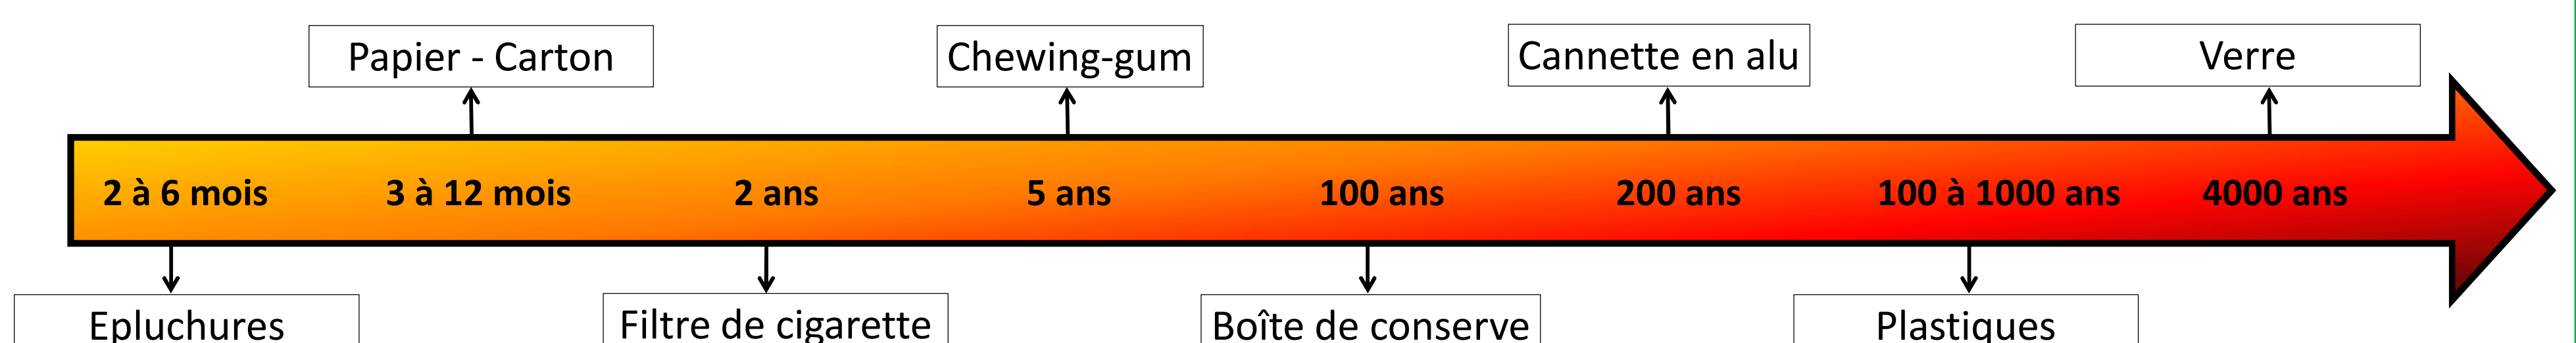 Papier - Carton
Chewing-gum
Cannette en alu
Verre
2 à 6 mois
3 à 12 mois
2 ans
5 ans
100 ans
200 ans
100 à 1000 ans
4000 ans
Epluchures
Filtre de cigarette
Boîte de conserve
Plastiques